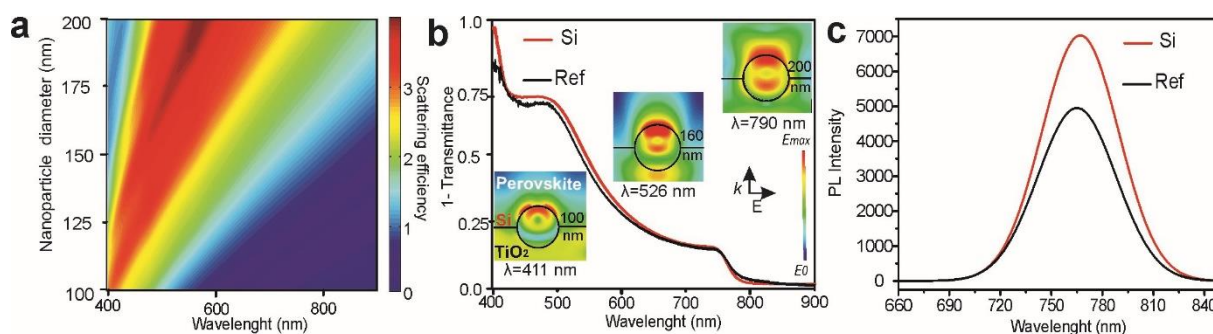 a
Nanoparticle diameter (nm)
200
175
150
125
100
400
600
800
Wavelenght (nm)
3
2
1
0
Scattering efficiency
b
1- Transmittance
1.0
0.75
0.5
0.25
0.0
400
500
600
700
800
900
Wavelenght (nm)
Si
Ref
Perovskite
Si
TiO2
100
nm
λ=411 nm
160
nm
λ=526 nm
200
nm
λ=790 nm
k
E
Emax
E0
c
PL Intensity
7000
6000
5000
4000
3000
2000
1000
0
660
690
720
750
780
810
840
Wavelenght (nm)
Si
Ref